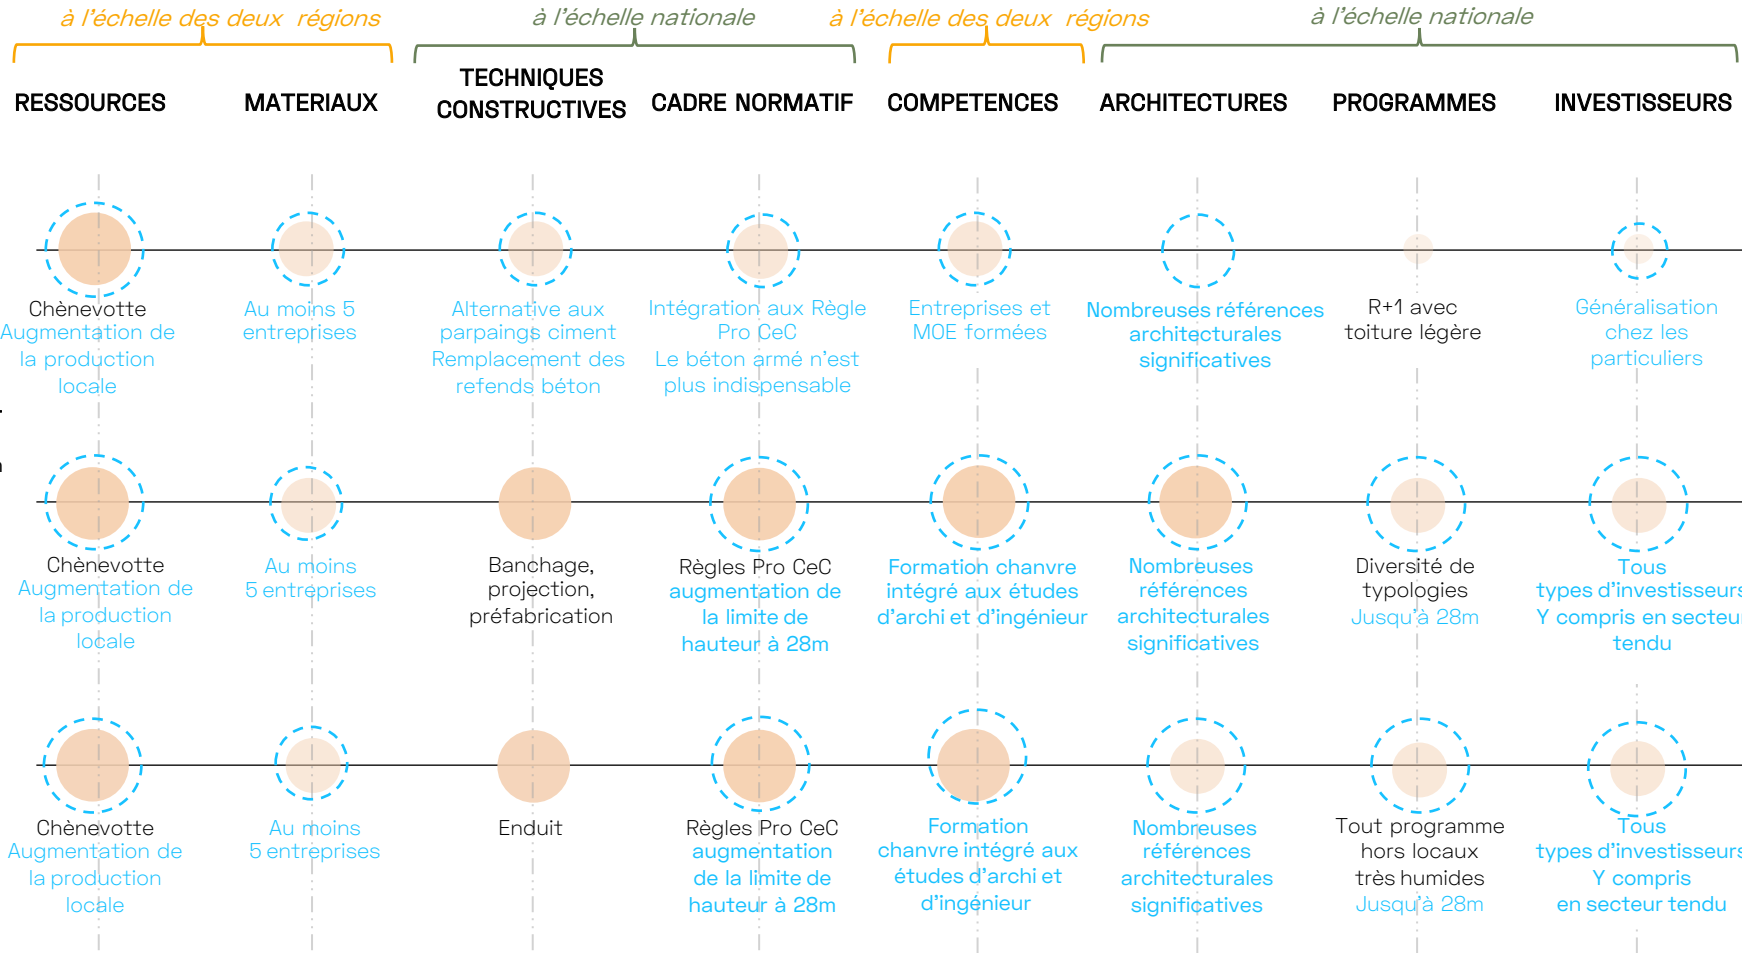 à l'échelle des deux régions
à l'échelle nationale
à l'échelle des deux régions
à l'échelle nationale
RESSOURCES
MATERIAUX
TECHNIQUES
CONSTRUCTIVES
CADRE NORMATIF
COMPETENCES
ARCHITECTURES
PROGRAMMES
INVESTISSEURS
Chènevotte
Augmentation de
la production
locale
Au moins 5
entreprises
Alternative aux
parpaings ciment
Remplacement des
refends béton
Intégration aux Règle
Pro CeC
Le béton armé n'est
plus indispensable
Entreprises et
MOE formées
Nombreuses références
architecturales
significatives
R+1 avec
toiture légère
Généralisation
chez les
particuliers
Chènevotte
Augmentation de
la production
locale
Au moins
5 entreprises
Banchage,
projection,
préfabrication
Règles Pro CeC
augmentation de
la limite de
hauteur à 28m
Formation chanvre
intégré aux études
d'archi et d'ingénieur
Nombreuses
références
architecturales
significatives
Diversité de
typologies
Jusqu'à 28m
Tous
types d'investisseurs
Y compris en secteur
tendu
Chènevotte
Augmentation de
la production
locale
Au moins
5 entreprises
Enduit
Règles Pro CeC
augmentation
de la limite de
hauteur à 28m
Formation
chanvre intégré aux
études d'archi et
d'ingénieur
Nombreuses
références
architecturales
significatives
Tout programme
hors locaux
très humides
Jusqu'à 28m
Tous
types d'investisseurs
Y compris
en secteur tendu